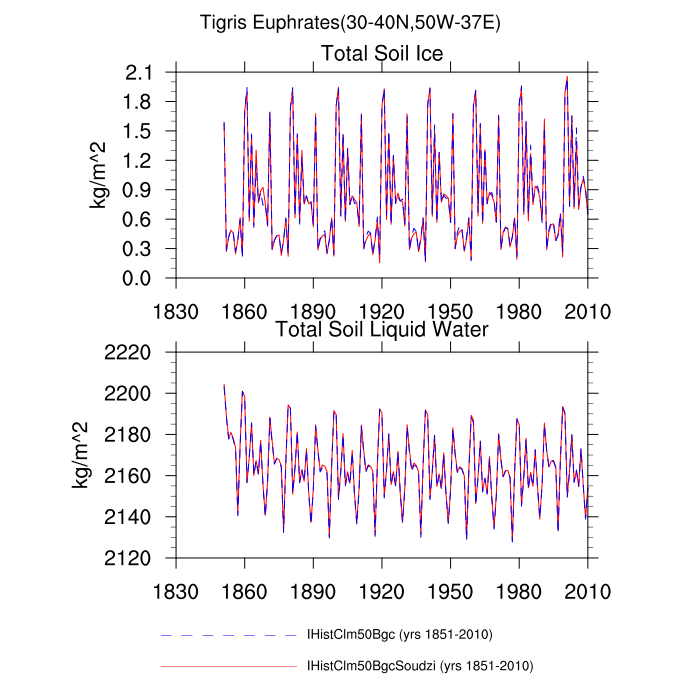 Tigris Euphrates(30-40N,50W-37E)
Total Soil Ice
kg/m^2
2.1
1.8
1.5
1.2
0.9
0.6
0.3
0.0
1830 1860 1890 1920 1950 1980 2010
Total Soil Liquid Water
kg/m^2
2220
2200
2180
2160
2140
2120
1830 1860 1890 1920 1950 1980 2010
IHistClm50Bgc (yrs 1851-2010)
IHistClm50BgcSoudzi (yrs 1851-2010)